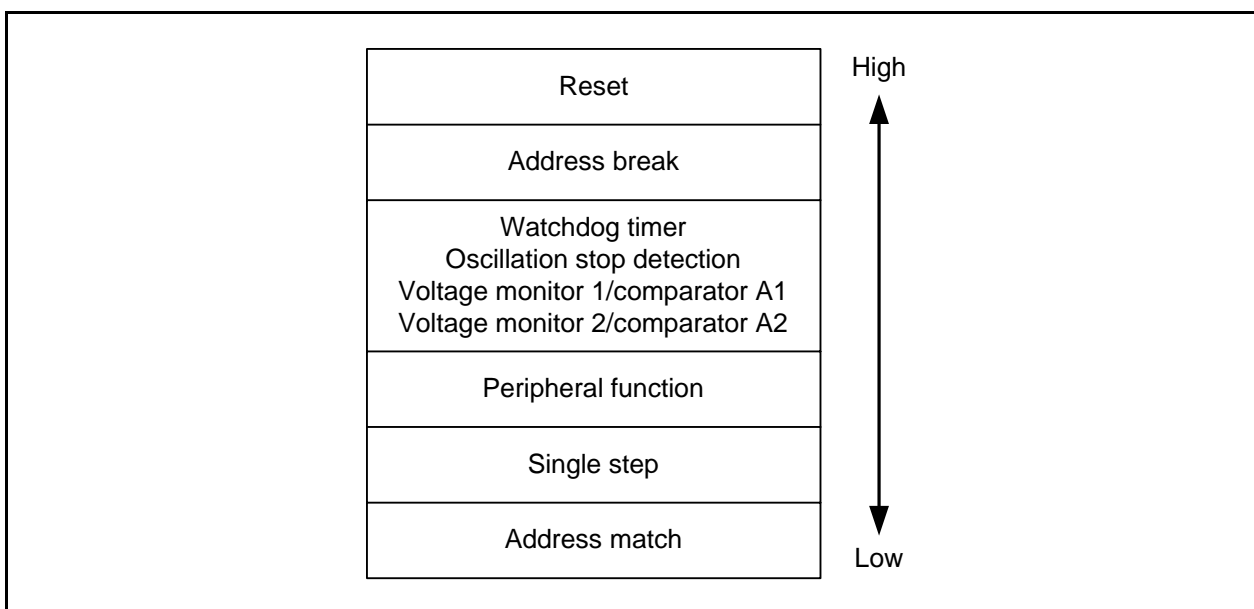 Reset
High
Address break
Watchdog timer
Oscillation stop detection
Voltage monitor 1/comparator A1
Voltage monitor 2/comparator A2
Peripheral function
Single step
Address match
Low